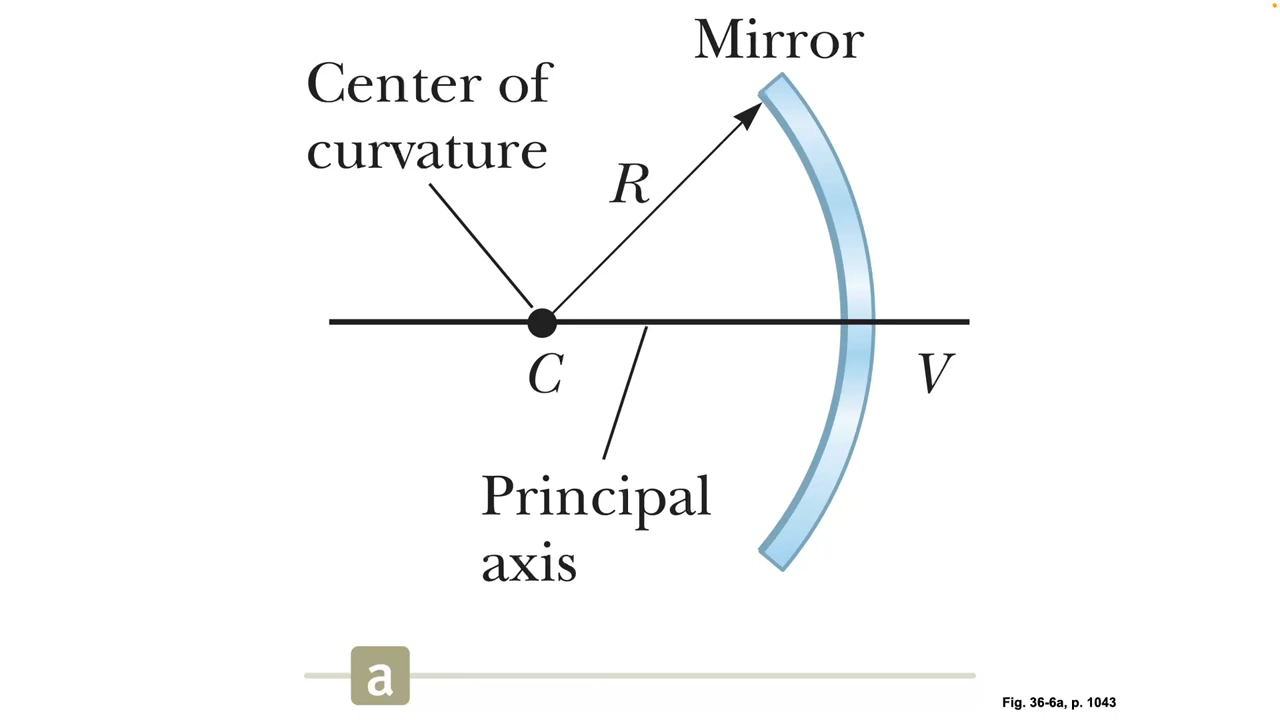 Mirror
Center of
curvature
R
C
V
Principal
axis
a
Fig. 36-6a, p. 1043